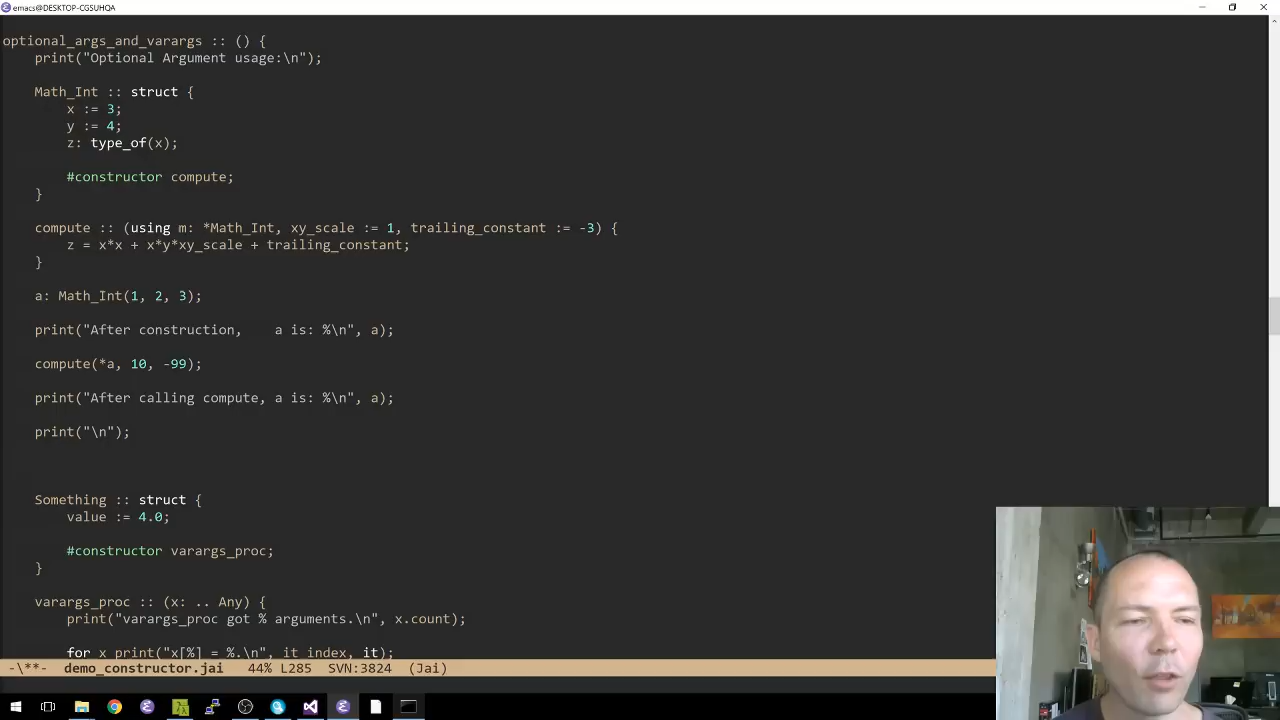 emacs@DESKTOP-CGSUHQA
optional_args_and_varargs :: () {
    print("Optional Argument usage:\n");
    Math_Int :: struct {
        x := 3;
        y := 4;
        z: type_of(x);
        #constructor compute;
    }
    compute :: (using m: *Math_Int, xy_scale := 1, trailing_constant := -3) {
        z = x*x + x*y*xy_scale + trailing_constant;
    }
    a: Math_Int(1, 2, 3);
    print("After construction,    a is: %\n", a);
    compute(*a, 10, -99);
    print("After calling compute, a is: %\n", a);
    print("\n");
    Something :: struct {
        value := 4.0;
        #constructor varargs_proc;
    }
    varargs_proc :: (x: .. Any) {
        print("varargs_proc got % arguments.\n", x.count);
        for x print("x[%] = %.\n", it_index, it);
-\**-  demo_constructor.jai   44% L285  SVN:3824  (Jai)